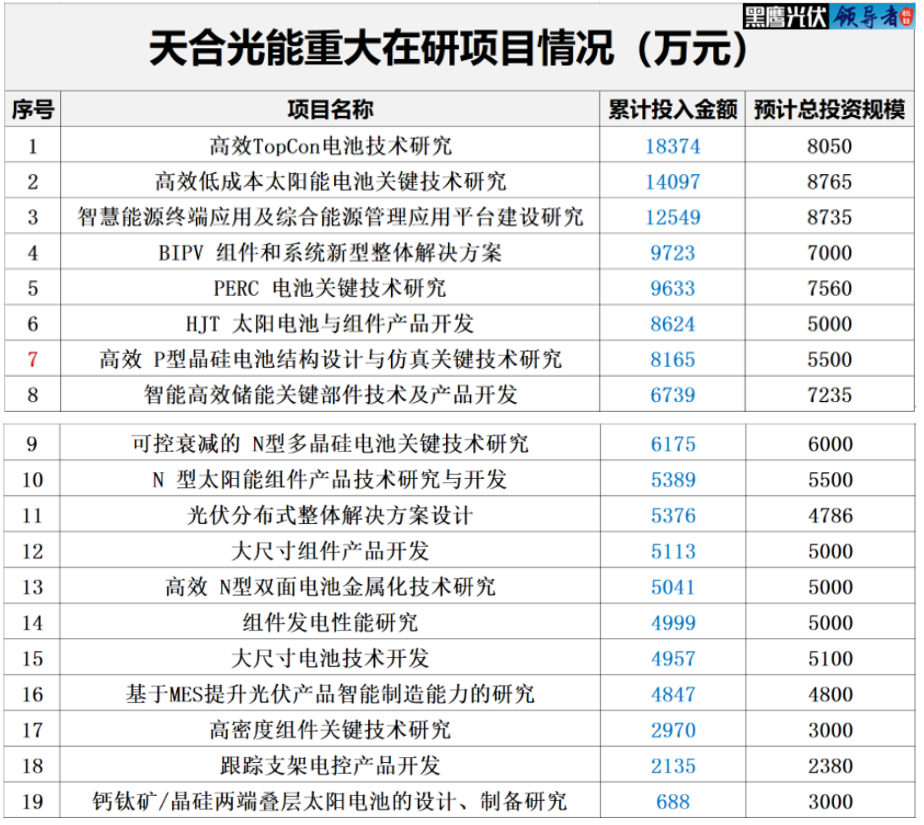 黑鹰光伏 领导者
天合光能重大在研项目情况（万元）
序号 项目名称 累计投入金额 预计总投资规模
1 高效TopCon电池技术研究 18374 8050
2 高效低成本太阳能电池关键技术研究 14097 8765
3 智慧能源终端应用及综合能源管理应用平台建设研究 12549 8735
4 BIPV 组件和系统新型整体解决方案 9723 7000
5 PERC 电池关键技术研究 9633 7560
6 HJT 太阳电池与组件产品开发 8624 5000
7 高效 P型晶硅电池结构设计与仿真关键技术研究 8165 5500
8 智能高效储能关键部件技术及产品开发 6739 7235
9 可控衰减的 N型多晶硅电池关键技术研究 6175 6000
10 N 型太阳能组件产品技术研究与开发 5389 5500
11 光伏分布式整体解决方案设计 5376 4786
12 大尺寸组件产品开发 5113 5000
13 高效 N型双面电池金属化技术研究 5041 5000
14 组件发电性能研究 4999 5000
15 大尺寸电池技术开发 4957 5100
16 基于MES提升光伏产品智能制造能力的研究 4847 4800
17 高密度组件关键技术研究 2970 3000
18 跟踪支架电控产品开发 2135 2380
19 钙钛矿/晶硅两端叠层太阳电池的设计、制备研究 688 3000